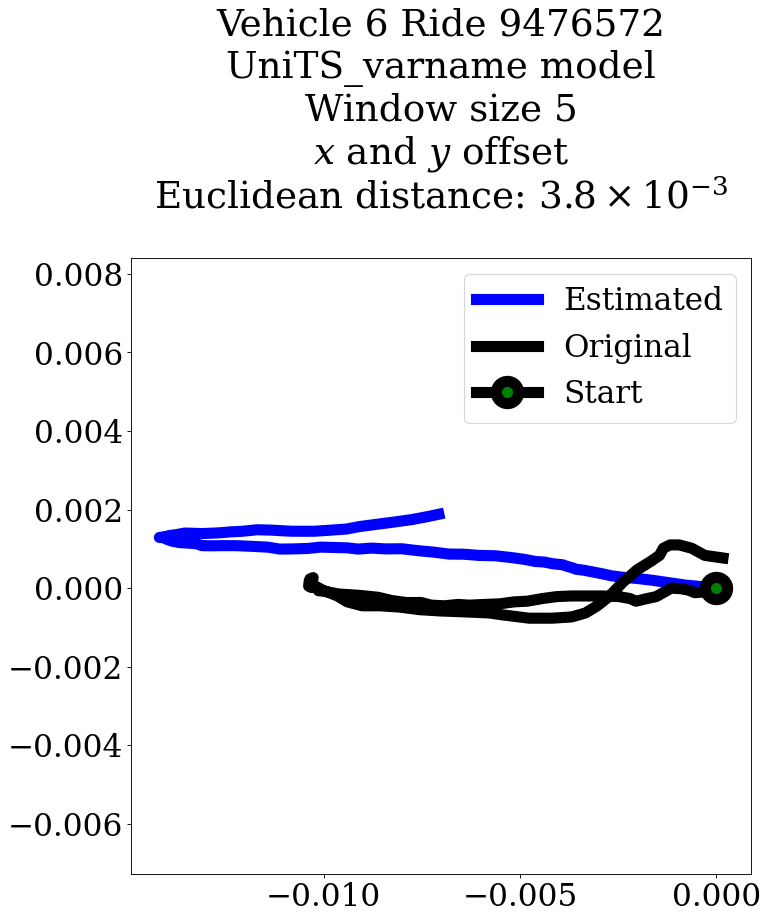 Vehicle 6 Ride 9476572
UniTS_varname model
Window size 5
x and y offset
Euclidean distance: 3.8 × 10⁻³
0.008
0.006
0.004
0.002
0.000
−0.002
−0.004
−0.006
Estimated
Original
Start
−0.010 −0.005 0.000